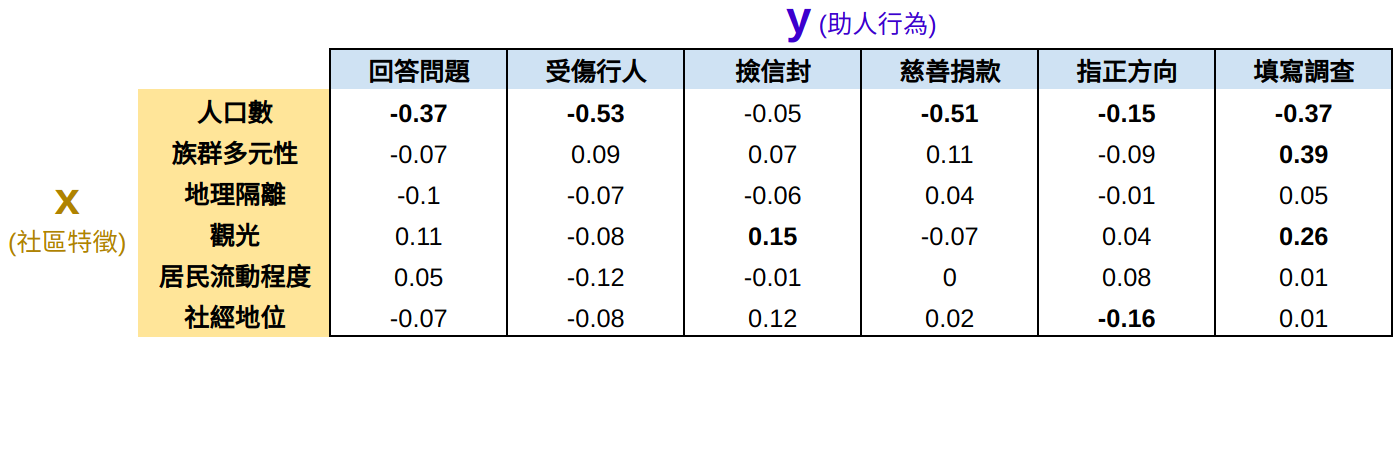 y (助人行為)
回答問題 受傷行人 撿信封 慈善捐款 指正方向 填寫調查
人口數 -0.37 -0.53 -0.05 -0.51 -0.15 -0.37
族群多元性 -0.07 0.09 0.07 0.11 -0.09 0.39
地理隔離 -0.1 -0.07 -0.06 0.04 -0.01 0.05
x
觀光 0.11 -0.08 0.15 -0.07 0.04 0.26
(社區特徵)
居民流動程度 0.05 -0.12 -0.01 0 0.08 0.01
社經地位 -0.07 -0.08 0.12 0.02 -0.16 0.01